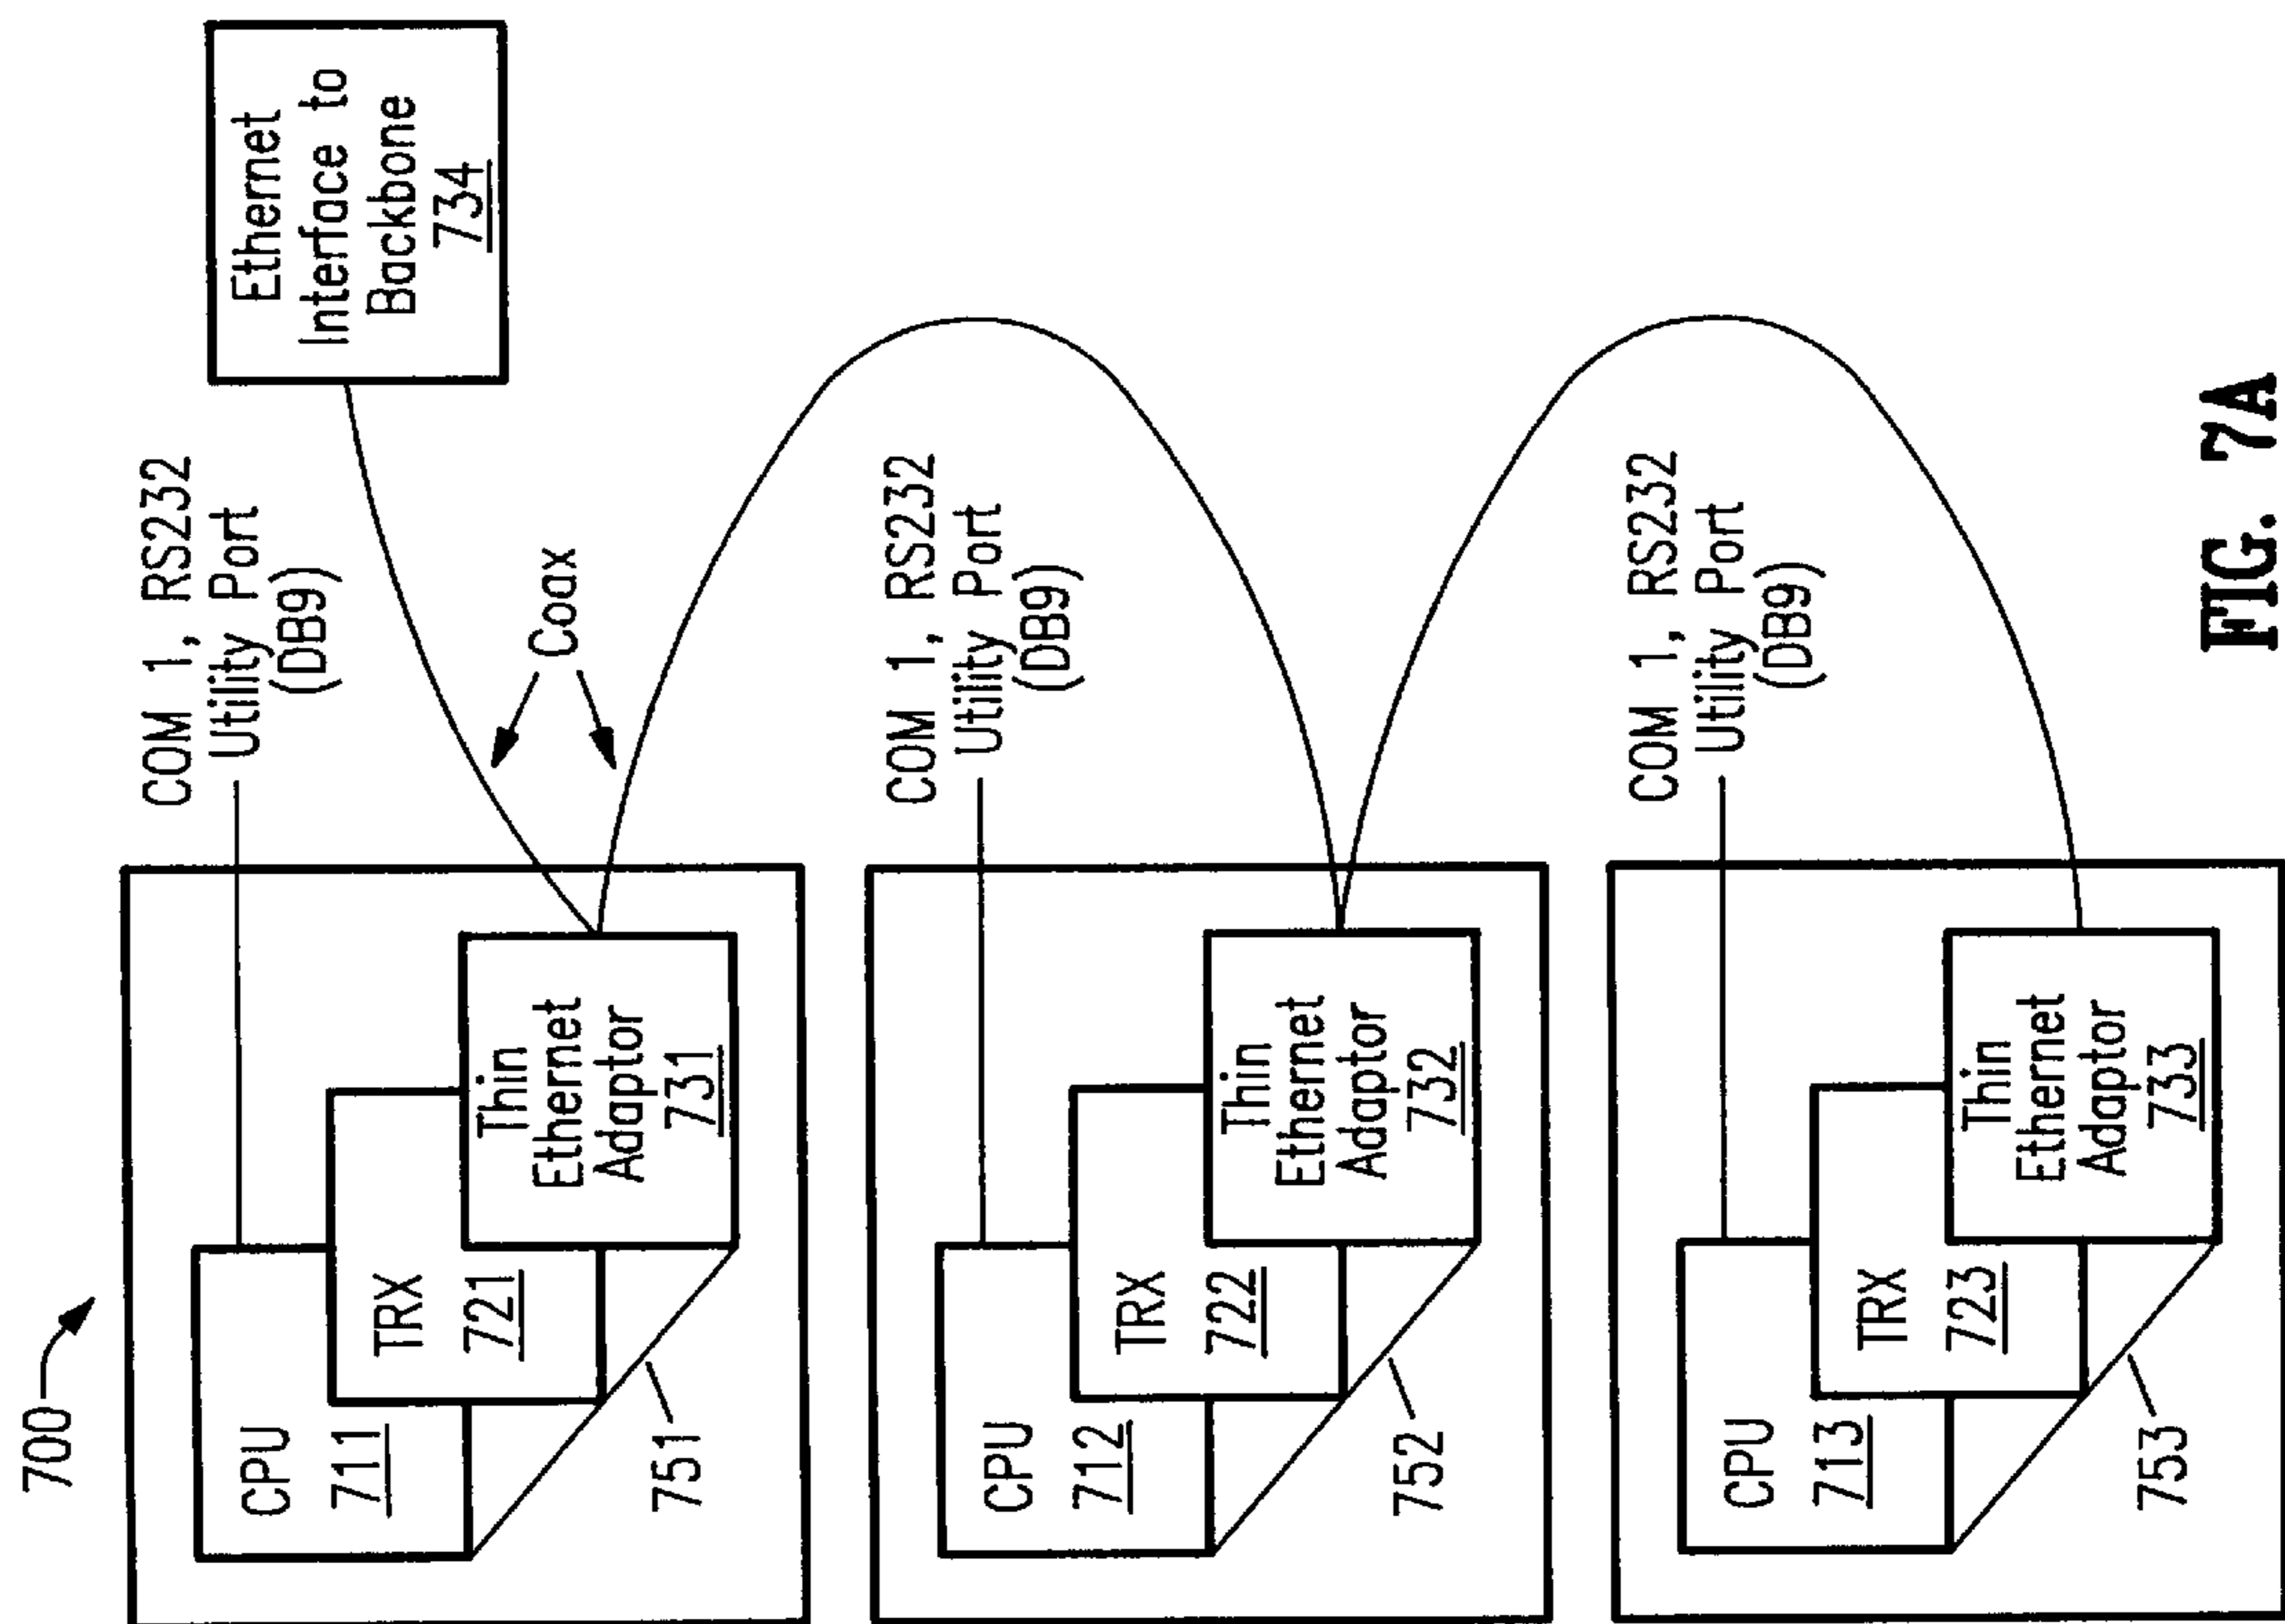 700
CPU
711
TRX
721
Thin
Ethernet
Adaptor
731
751
COM 1, RS232
Utility Port
(DB9)
Coax
Ethernet
Interface to
Backbone
734
CPU
712
TRX
722
Thin
Ethernet
Adaptor
732
752
COM 1, RS232
Utility Port
(DB9)
CPU
713
TRX
723
Thin
Ethernet
Adaptor
733
753
COM 1, RS232
Utility Port
(DB9)
FIG. 7A